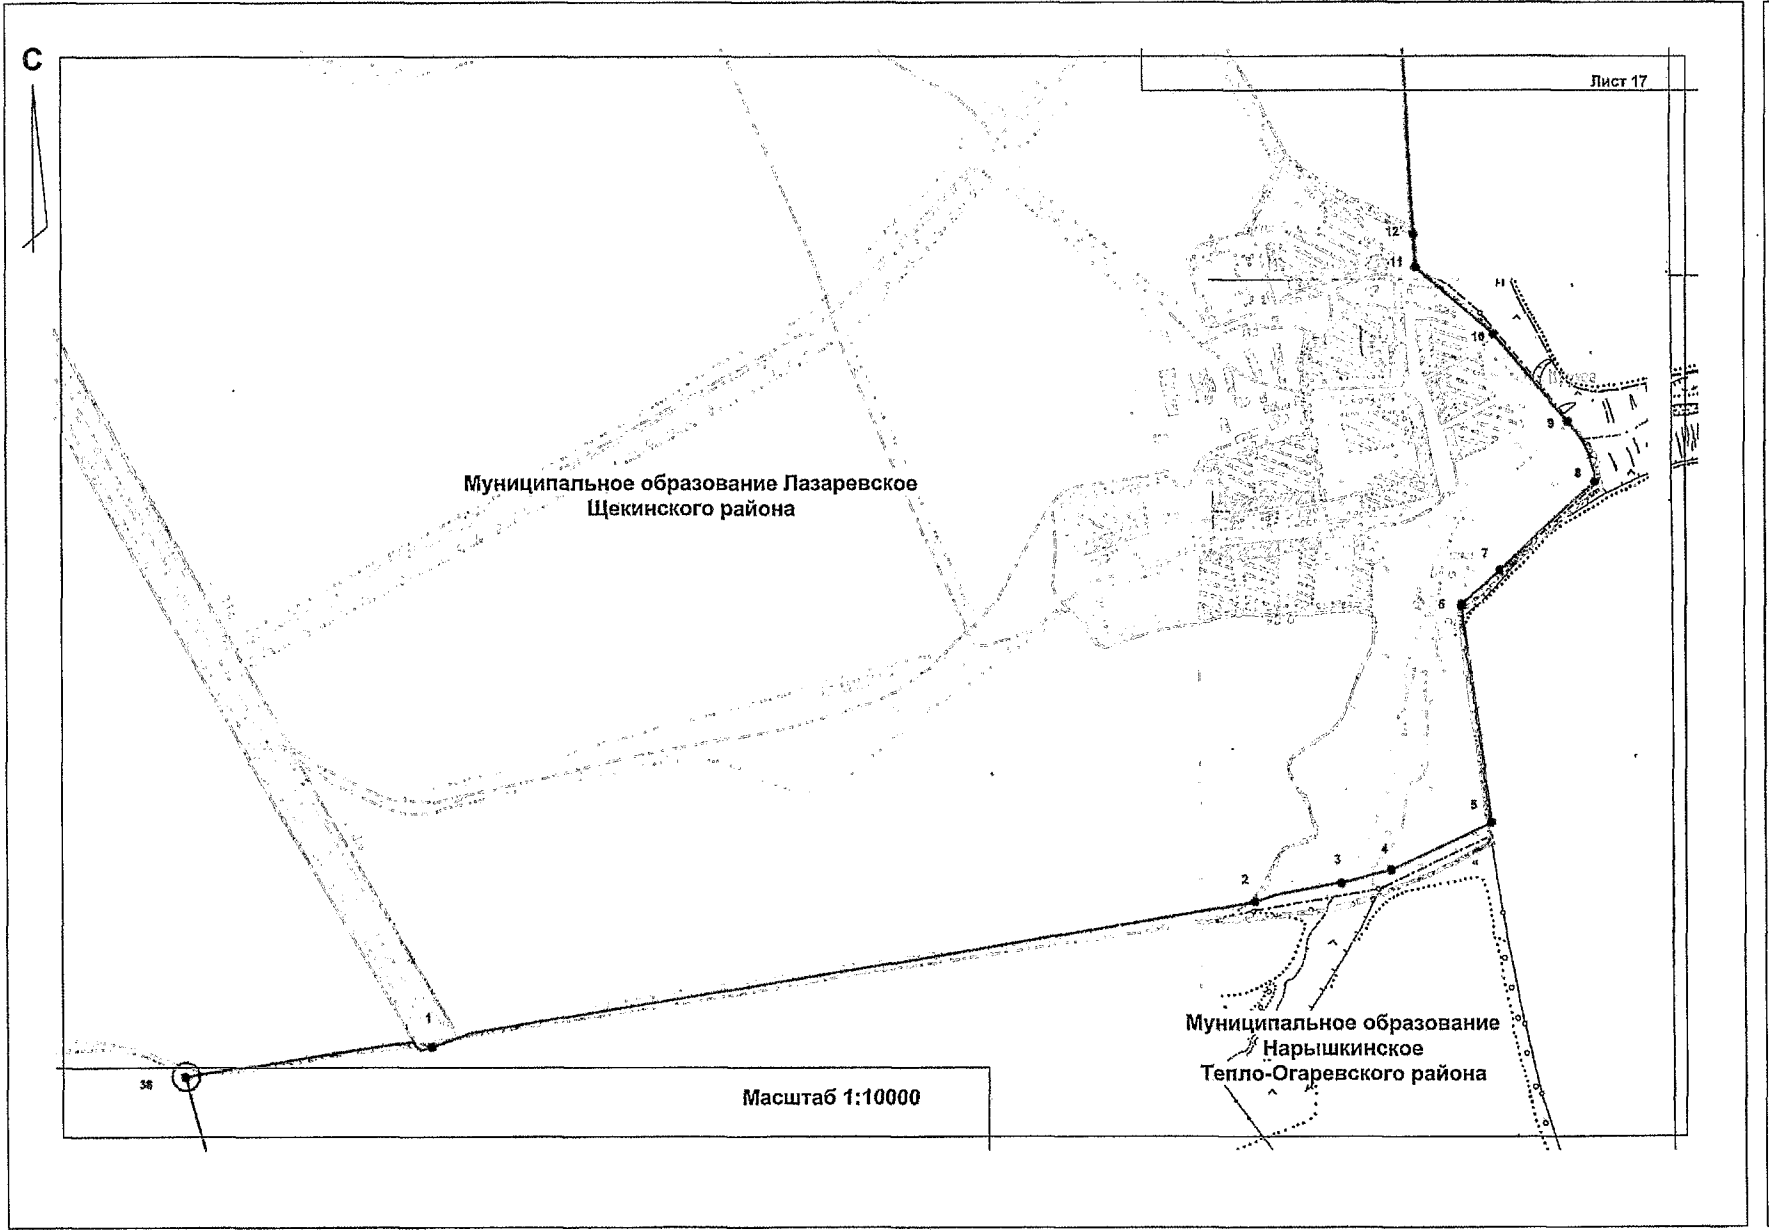 С
Лист 17
12
11
10
9
8
Муниципальное образование Лазаревское
Щекинского района
7
6
5
4
3
2
1
Муниципальное образование
Нарышкинское
Тепло-Огаревского района
Масштаб 1:10000